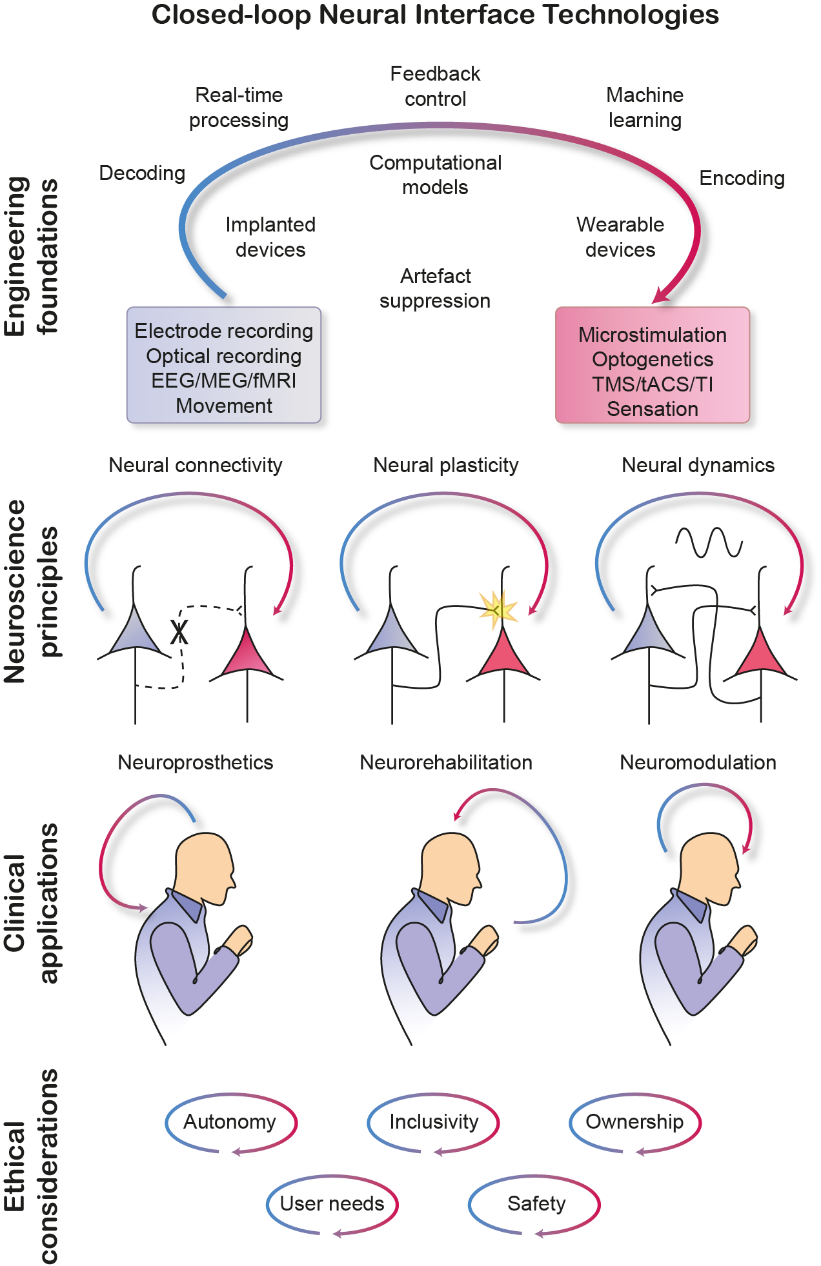 Closed-loop Neural Interface Technologies
Engineering
foundations
Feedback
control
Real-time
processing
Machine
learning
Decoding
Computational
models
Encoding
Implanted
devices
Wearable
devices
Artefact
suppression
Electrode recording
Optical recording
EEG/MEG/fMRI
Movement
Microstimulation
Optogenetics
TMS/tACS/TI
Sensation
Neuroscience
principles
Neural connectivity
Neural plasticity
Neural dynamics
X
Clinical
applications
Neuroprosthetics
Neurorehabilitation
Neuromodulation
Ethical
considerations
Autonomy
Inclusivity
Ownership
User needs
Safety